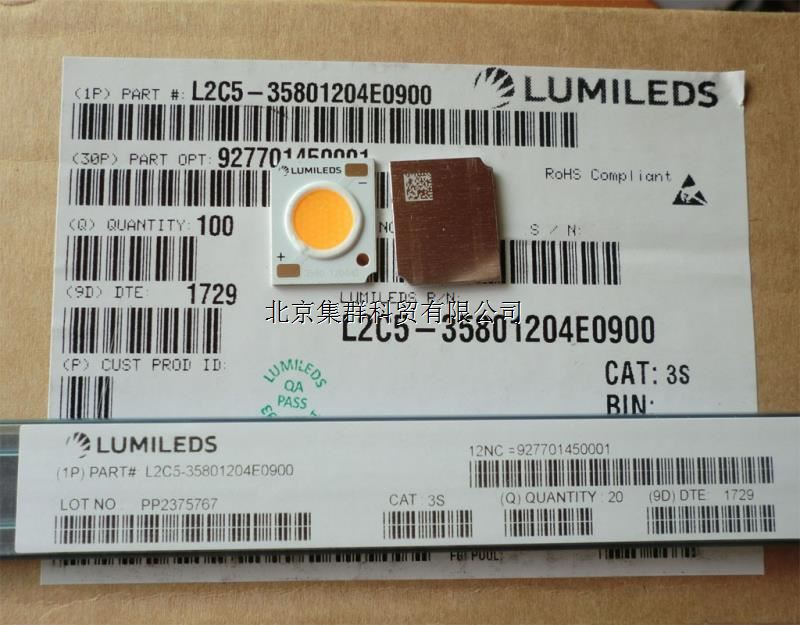 (1P) PART #: L2C5-35801204E0900
LUMILEDS
(30P) PART OPT: 927701450001
LUMILEDS
RoHS Compliant
(Q) QUANTITY: 100
S / N:
(9D) DTE: 1729
LUMILEDS P/N:
北京集群科贸有限公司
L2C5-35801204E0900
(P) CUST PROD ID:
CAT: 3S
BIN:
LUMILEDS
QA
PASS
LUMILEDS
(1P) PART# L2C5-35801204E0900
12NC =927701450001
LOT NO PP2375767
CAT : 3S
(Q) QUANTITY : 20
(9D) DTE: 1729